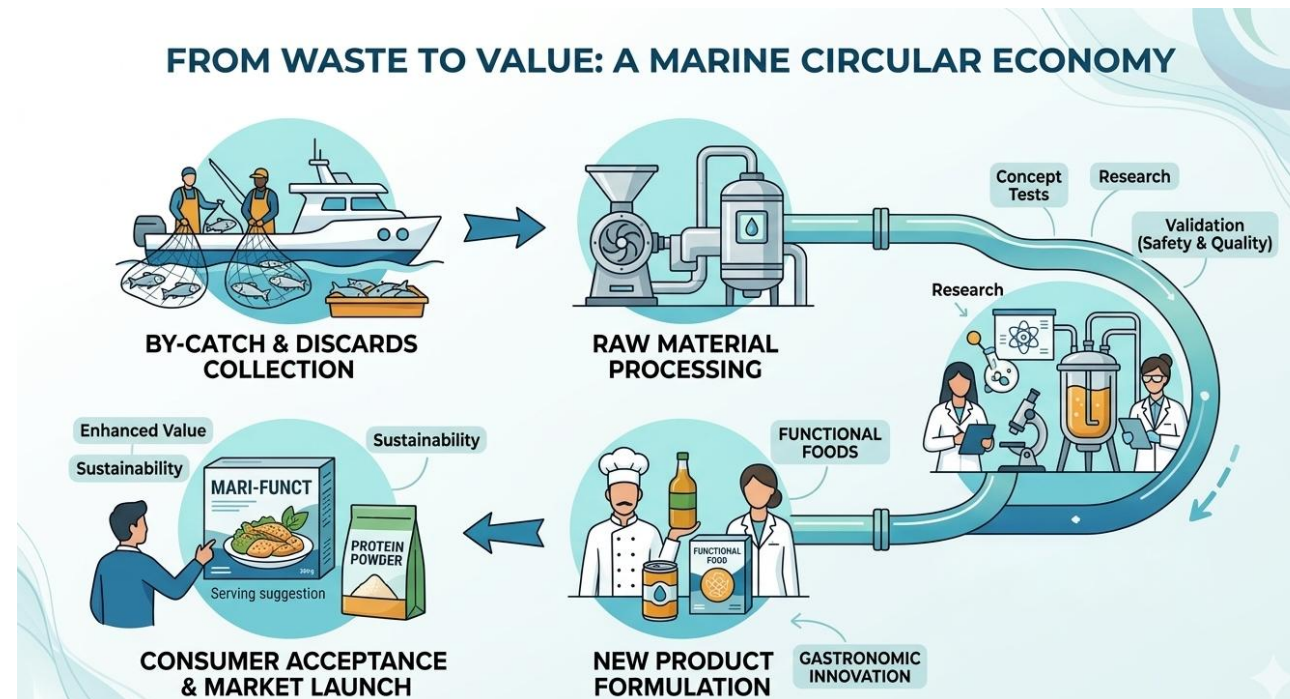 FROM WASTE TO VALUE: A MARINE CIRCULAR ECONOMY
BY-CATCH & DISCARDS
COLLECTION
RAW MATERIAL
PROCESSING
Concept
Tests
Research
Validation
(Safety & Quality)
Research
Enhanced Value
Sustainability
Sustainability
MARI-FUNCT
300g
Serving suggestion
PROTEIN
POWDER
CONSUMER ACCEPTANCE
& MARKET LAUNCH
FUNCTIONAL
FOODS
FUNCTIONAL
FOOD
NEW PRODUCT
FORMULATION
GASTRONOMIC
INNOVATION